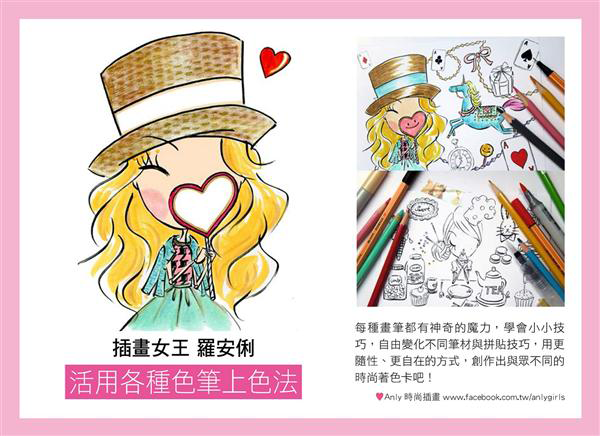 插畫女王 羅安俐
活用各種色筆上色法
每種畫筆都有神奇的魔力，學會小小技
巧，自由變化不同筆材與拼貼技巧，用更
隨性、更自在的方式，創作出與眾不同的
時尚著色卡吧！
Anly 時尚插畫 www.facebook.com.tw/anlygirls
A
A
TEA